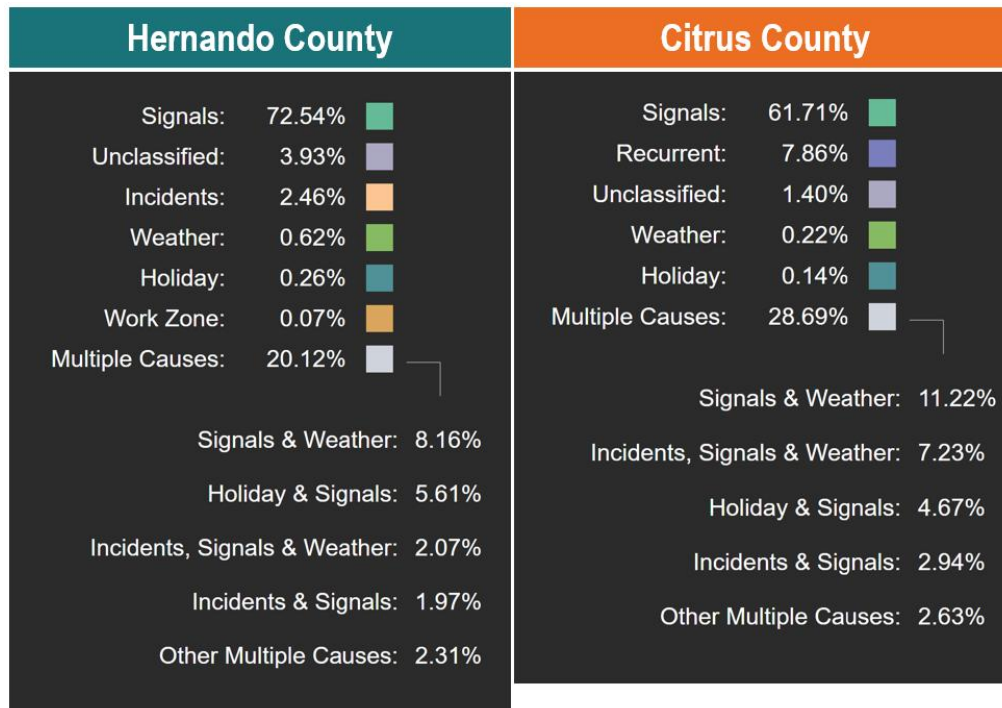 Hernando County
Signals: 72.54%
Unclassified: 3.93%
Incidents: 2.46%
Weather: 0.62%
Holiday: 0.26%
Work Zone: 0.07%
Multiple Causes: 20.12%
Signals & Weather: 8.16%
Holiday & Signals: 5.61%
Incidents, Signals & Weather: 2.07%
Incidents & Signals: 1.97%
Other Multiple Causes: 2.31%
Citrus County
Signals: 61.71%
Recurrent: 7.86%
Unclassified: 1.40%
Weather: 0.22%
Holiday: 0.14%
Multiple Causes: 28.69%
Signals & Weather: 11.22%
Incidents, Signals & Weather: 7.23%
Holiday & Signals: 4.67%
Incidents & Signals: 2.94%
Other Multiple Causes: 2.63%